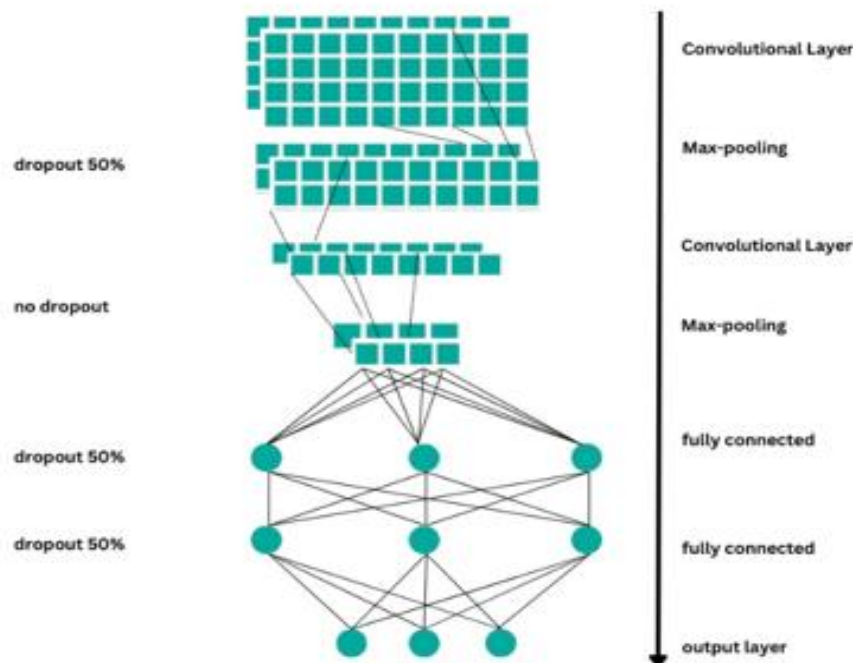 Convolutional Layer
dropout 50%
Max-pooling
Convolutional Layer
no dropout
Max-pooling
dropout 50%
fully connected
dropout 50%
fully connected
output layer